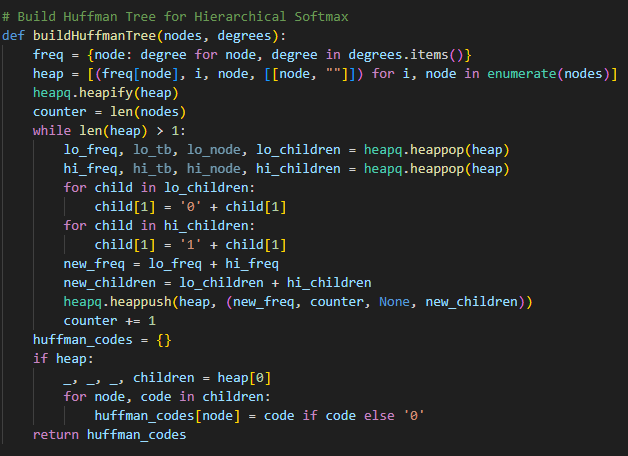 # Build Huffman Tree for Hierarchical Softmax
def buildHuffmanTree(nodes, degrees):
    freq = {node: degree for node, degree in degrees.items()}
    heap = [(freq[node], i, node, [[node, ""]]) for i, node in enumerate(nodes)]
    heapq.heapify(heap)
    counter = len(nodes)
    while len(heap) > 1:
        lo_freq, lo_tb, lo_node, lo_children = heapq.heappop(heap)
        hi_freq, hi_tb, hi_node, hi_children = heapq.heappop(heap)
        for child in lo_children:
            child[1] = '0' + child[1]
        for child in hi_children:
            child[1] = '1' + child[1]
        new_freq = lo_freq + hi_freq
        new_children = lo_children + hi_children
        heapq.heappush(heap, (new_freq, counter, None, new_children))
        counter += 1
    huffman_codes = {}
    if heap:
        _, _, _, children = heap[0]
        for node, code in children:
            huffman_codes[node] = code if code else '0'
    return huffman_codes